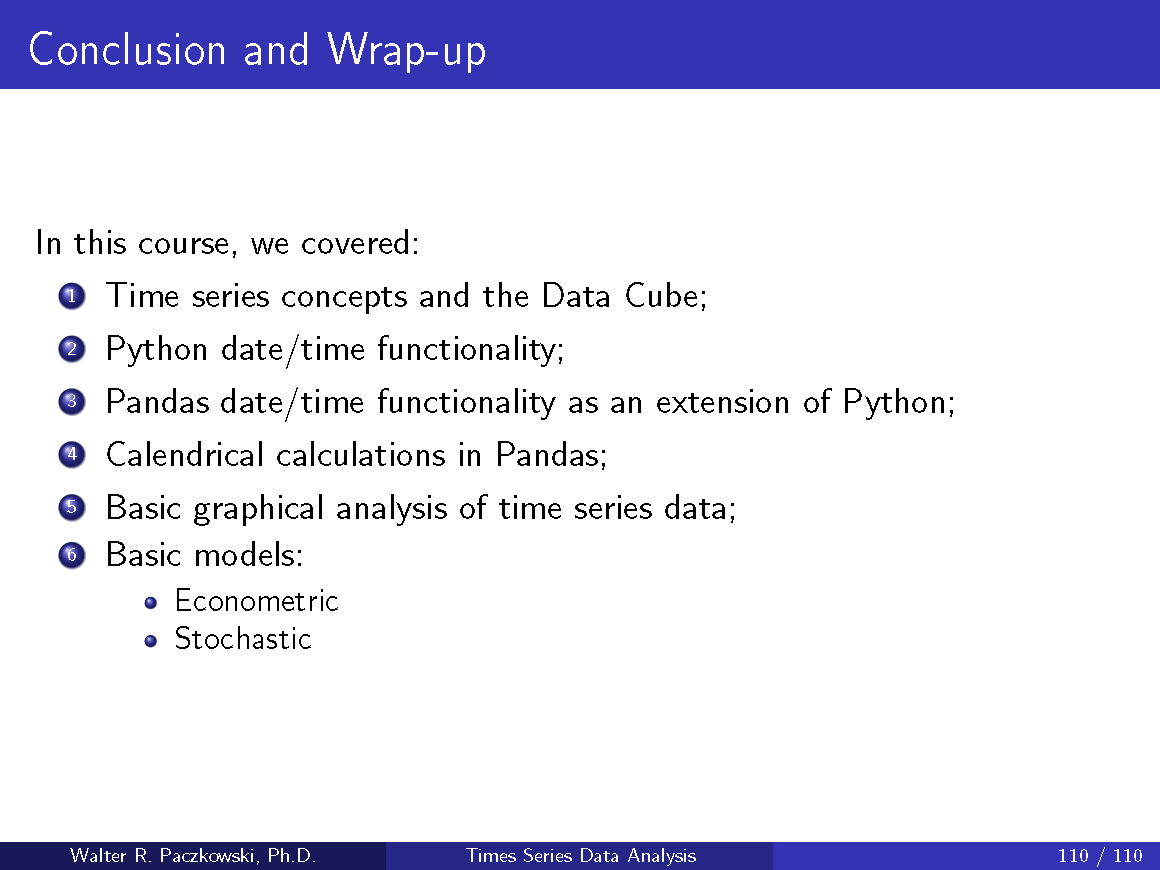 Conclusion and Wrap-up
In this course, we covered:
1 Time series concepts and the Data Cube;
2 Python date/time functionality;
3 Pandas date/time functionality as an extension of Python;
4 Calendrical calculations in Pandas;
5 Basic graphical analysis of time series data;
6 Basic models:
Econometric
Stochastic
Walter R. Paczkowski, Ph.D. Times Series Data Analysis 110 / 110